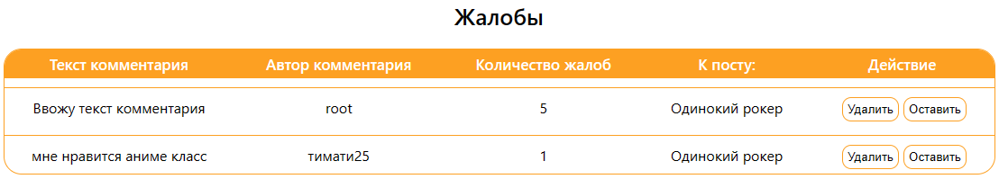 Жалобы
Текст комментария Автор комментария Количество жалоб К посту: Действие
Ввожу текст комментария root 5 Одинокий рокер Удалить Оставить
мне нравится аниме класс тимати25 1 Одинокий рокер Удалить Оставить